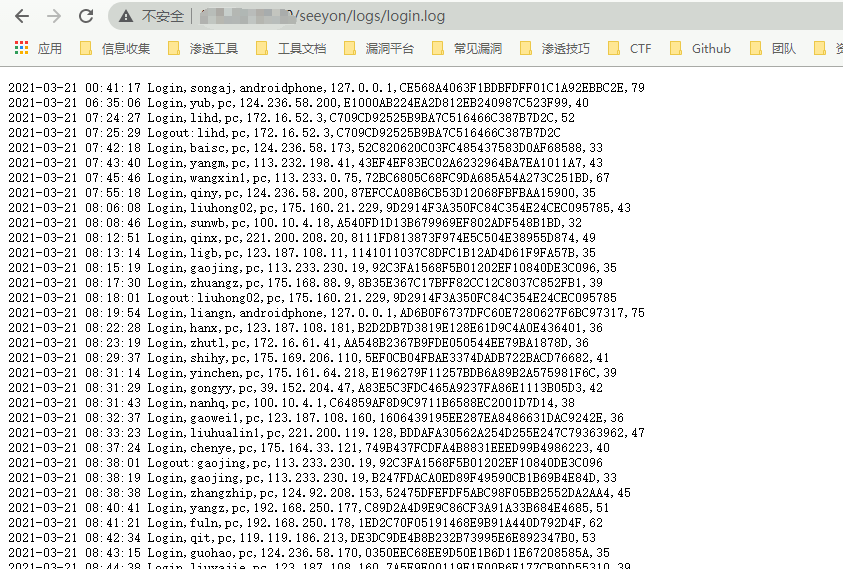 不安全 /seeyon/logs/login.log
应用 信息收集 渗透工具 工具文档 漏洞平台 常见漏洞 渗透技巧 CTF Github 团队
2021-03-21 00:41:17 Login,songaj,androidphone,127.0.0.1,CE568A4063F1BDBFDFF01C1A92EBBC2E,79
2021-03-21 06:35:06 Login,yub,pc,124.236.58.200,E1000AB224EA2D812EB240987C523F99,40
2021-03-21 07:24:27 Login,lihd,pc,172.16.52.3,C709CD92525B9BA7C516466C387B7D2C,52
2021-03-21 07:25:29 Logout:lihd,pc,172.16.52.3,C709CD92525B9BA7C516466C387B7D2C
2021-03-21 07:42:18 Login,baisc,pc,124.236.58.173,52C820620C03FC485437583D0AF68588,33
2021-03-21 07:43:40 Login,yangm,pc,113.232.198.41,43EF4EF83EC02A6232964BA7EA1011A7,43
2021-03-21 07:45:46 Login,wangxin1,pc,113.233.0.75,72BC6805C68FC9DA685A54A273C251BD,67
2021-03-21 07:55:18 Login,qiny,pc,124.236.58.200,87EFCCA08B6CB53D12068FBFBAA15900,35
2021-03-21 08:06:08 Login,liuhong02,pc,175.160.21.229,9D2914F3A350FC84C354E24CEC095785,43
2021-03-21 08:08:46 Login,sunwb,pc,100.10.4.18,A540FD1D13B679969EF802ADF548B1BD,32
2021-03-21 08:12:51 Login,qinx,pc,221.200.208.20,8111FD813873F974E5C504E38955D874,49
2021-03-21 08:13:14 Login,ligb,pc,123.187.108.11,1141011037C8DFC1B12AD4D61F9FA57B,35
2021-03-21 08:15:19 Login,gaojing,pc,113.233.230.19,92C3FA1568F5B01202EF10840DE3C096,35
2021-03-21 08:17:30 Login,zhuangz,pc,175.168.88.9,8B35E367C17BFF82CC12C8037C852FB1,39
2021-03-21 08:18:01 Logout:liuhong02,pc,175.160.21.229,9D2914F3A350FC84C354E24CEC095785
2021-03-21 08:19:54 Login,liangn,androidphone,127.0.0.1,AD6B0F6737DFC60E7280627F6BC97317,75
2021-03-21 08:22:28 Login,hanx,pc,123.187.108.181,B2D2DB7D3819E128E61D9C4A0E436401,36
2021-03-21 08:23:19 Login,zhutl,pc,172.16.61.41,AA548B2367B9FDE050544EE79BA1878D,36
2021-03-21 08:29:37 Login,shihy,pc,175.169.206.110,5EF0CB04FBAE3374DADB722BACD76682,41
2021-03-21 08:31:14 Login,yinchen,pc,175.161.64.218,E196279F11257BDB6A89B2A575981F6C,39
2021-03-21 08:31:29 Login,gongyy,pc,39.152.204.47,A83E5C3FDC465A9237FA86E1113B05D3,42
2021-03-21 08:31:43 Login,nanhq,pc,100.10.4.1,C64859AF8D9C9711B6588EC2001D7D14,38
2021-03-21 08:32:37 Login,gaowei1,pc,123.187.108.160,1606439195EE287EA8486631DAC9242E,36
2021-03-21 08:33:23 Login,liuhualin1,pc,221.200.119.128,BDDAFA30562A254D255E247C79363962,47
2021-03-21 08:37:24 Login,chenye,pc,175.164.33.121,749B437FCDFA4B8831EEED99B4986223,40
2021-03-21 08:38:01 Logout:gaojing,pc,113.233.230.19,92C3FA1568F5B01202EF10840DE3C096
2021-03-21 08:38:19 Login,gaojing,pc,113.233.230.19,B247FDACA0ED89F49590CB1B69B4E84D,33
2021-03-21 08:38:38 Login,zhangzhip,pc,124.92.208.153,52475DFEFDF5ABC98F05BB2552DA2AA4,45
2021-03-21 08:40:41 Login,yangz,pc,192.168.250.177,C89D2A4D9E9C86CF3A91A33B684E4685,51
2021-03-21 08:41:21 Login,fuln,pc,192.168.250.178,1ED2C70F05191468E9B91A440D792D4F,62
2021-03-21 08:42:34 Login,qit,pc,119.119.186.213,DE3DC9DE4B8B232B73995E6E892347B0,53
2021-03-21 08:43:15 Login,guohao,pc,124.236.58.170,0350EEC68EE9D50E1B6D11E67208585A,35